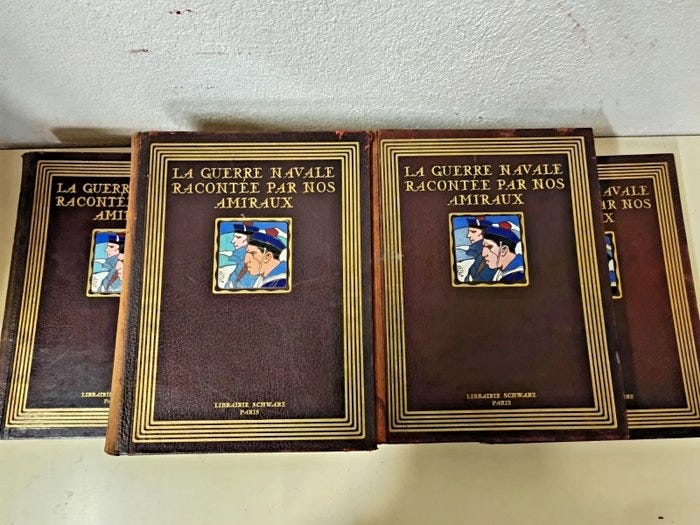 LA GUERRE
RACONTÉE
AMIRAUX
LIBRAIRIE
PARIS
LA GUERRE NAVALE
RACONTÉE PAR NOS
AMIRAUX
LIBRAIRIE SCHWARZ
PARIS
LA GUERRE NAVALE
RACONTÉE PAR NOS
AMIRAUX
LIBRAIRIE SCHWARZ
PARIS
NAVALE
PAR NOS